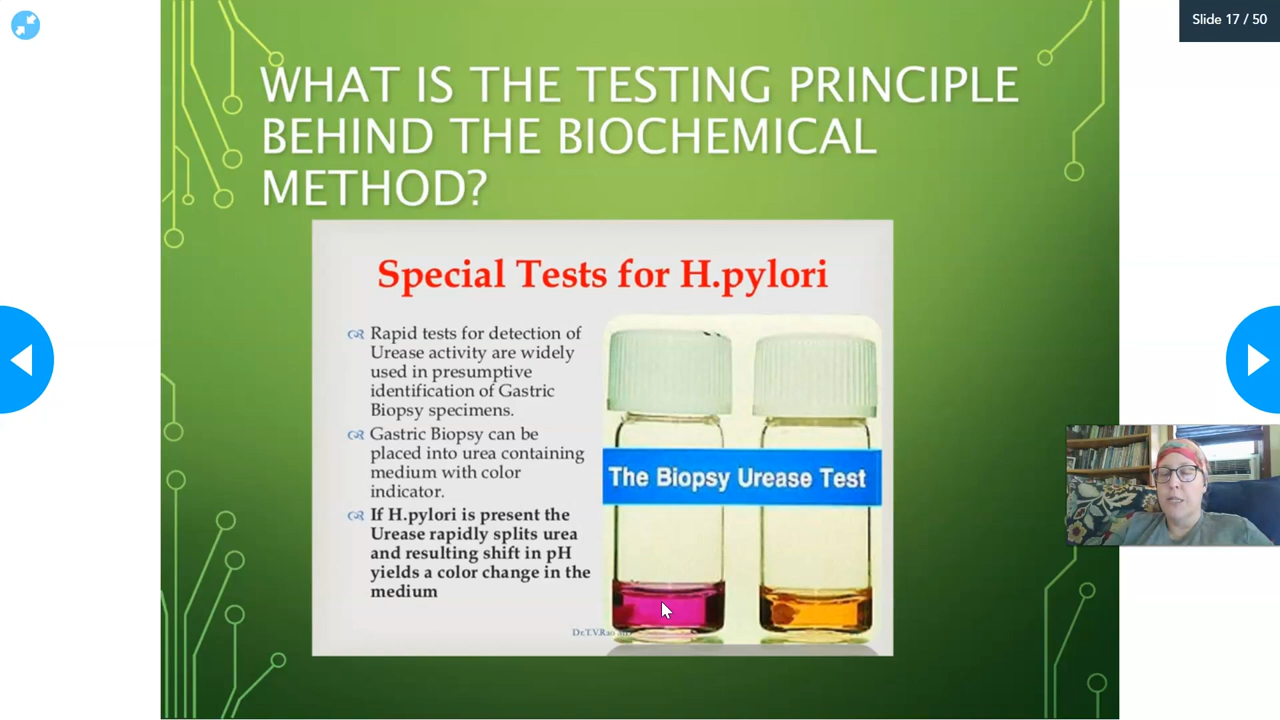 Slide 17 / 50
WHAT IS THE TESTING PRINCIPLE
BEHIND THE BIOCHEMICAL
METHOD?
Special Tests for H.pylori
Rapid tests for detection of
Urease activity are widely
used in presumptive
identification of Gastric
Biopsy specimens.
Gastric Biopsy can be
placed into urea containing
medium with color
indicator.
If H.pylori is present the
Urease rapidly splits urea
and resulting shift in pH
yields a color change in the
medium
The Biopsy Urease Test
Dr.T.V.Rao MD